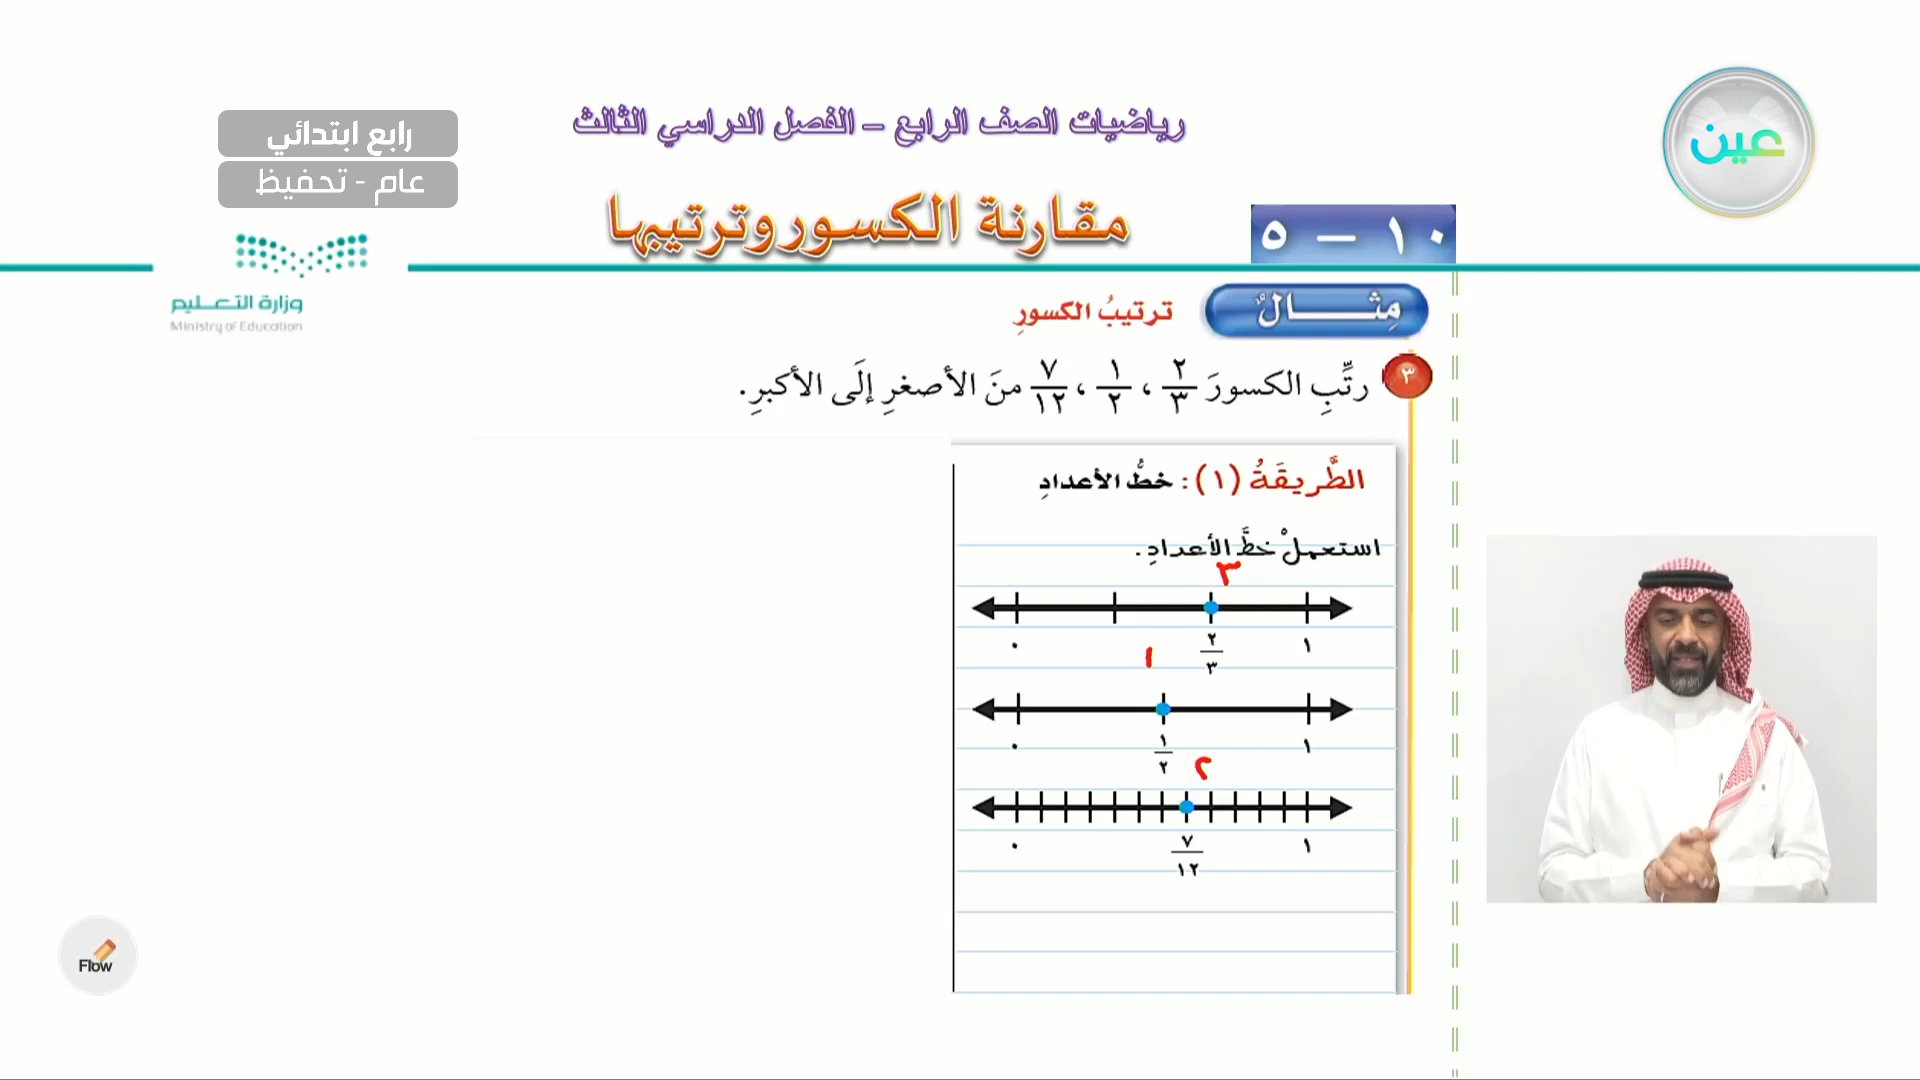 عين
رياضيات الصف الرابع – الفصل الدراسي الثالث
رابع ابتدائي
عام - تحفيظ
١٠ – ٥
مقارنة الكسور وترتيبها
وزارة التعليم
Ministry of Education
مِثَالٌ ترتيبُ الكسورِ
٣ رتِّبِ الكسورَ ٢/٣ ، ١/٢ ، ٧/١٢ منَ الأصغرِ إلَى الأكبرِ.
الطَّريقَةُ (١): خطُّ الأعدادِ
استعملْ خطَّ الأعدادِ.
٣
٠ ٢/٣ ١
١
٠ ١/٢ ١
٢
٠ ٧/١٢ ١
Flow